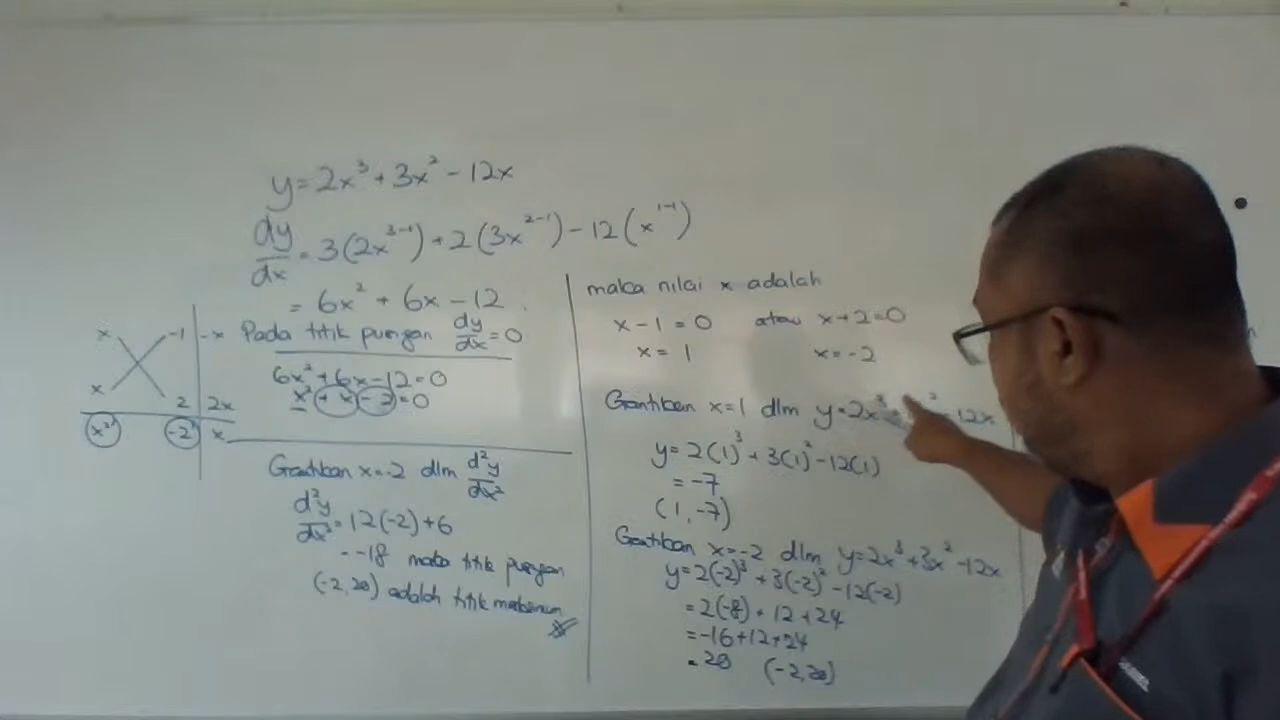 y=2x³+3x²-12x
dy/dx = 3(2x³⁻¹)+2(3x²⁻¹)-12(x¹⁻¹)
= 6x²+6x-12
Pada titik pusingan dy/dx=0
6x²+6x-12=0
x²+x-2=0
x -1 -x
x 2 2x
x² -2 x
Gantikan x=-2 dlm d²y/dx²
d²y/dx²=12(-2)+6
=-18 maka titik pusingan
(-2,20) adalah titik maksimum
maka nilai x adalah
x-1=0 atau x+2=0
x=1 x=-2
Gantikan x=1 dlm y=2x³ ² -12x
y=2(1)³+3(1)²-12(1)
=-7
(1,-7)
Gantikan x=-2 dlm y=2x³+3x²-12x
y=2(-2)³+3(-2)²-12(-2)
=2(-8)+12+24
=-16+12+24
=20 (-2,20)